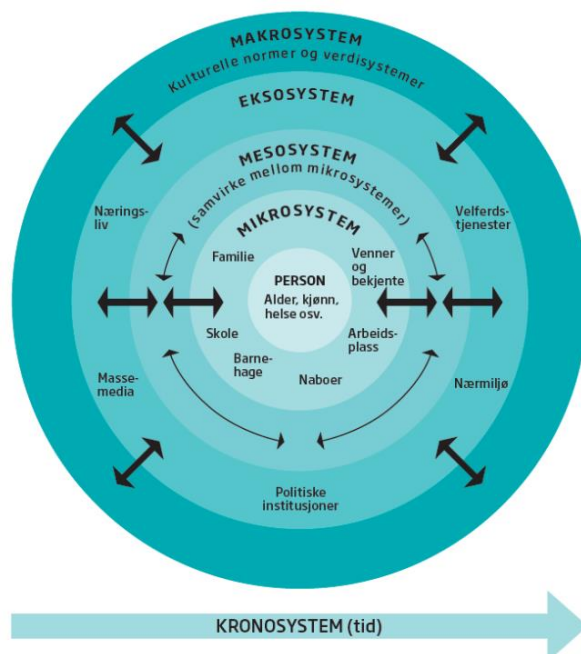 MAKROSYSTEM
Kulturelle normer og verdisystemer
EKSOSYSTEM
MESOSYSTEM
(samvirke mellom mikrosystemer)
Nærings-
liv
Velferds-
tjenester
MIKROSYSTEM
Familie
Venner
og
bekjente
PERSON
Alder, kjønn,
helse osv.
Skole
Arbeids-
plass
Barne-
hage
Naboer
Masse-
media
Nærmiljø
Politiske
institusjoner
KRONOSYSTEM (tid)